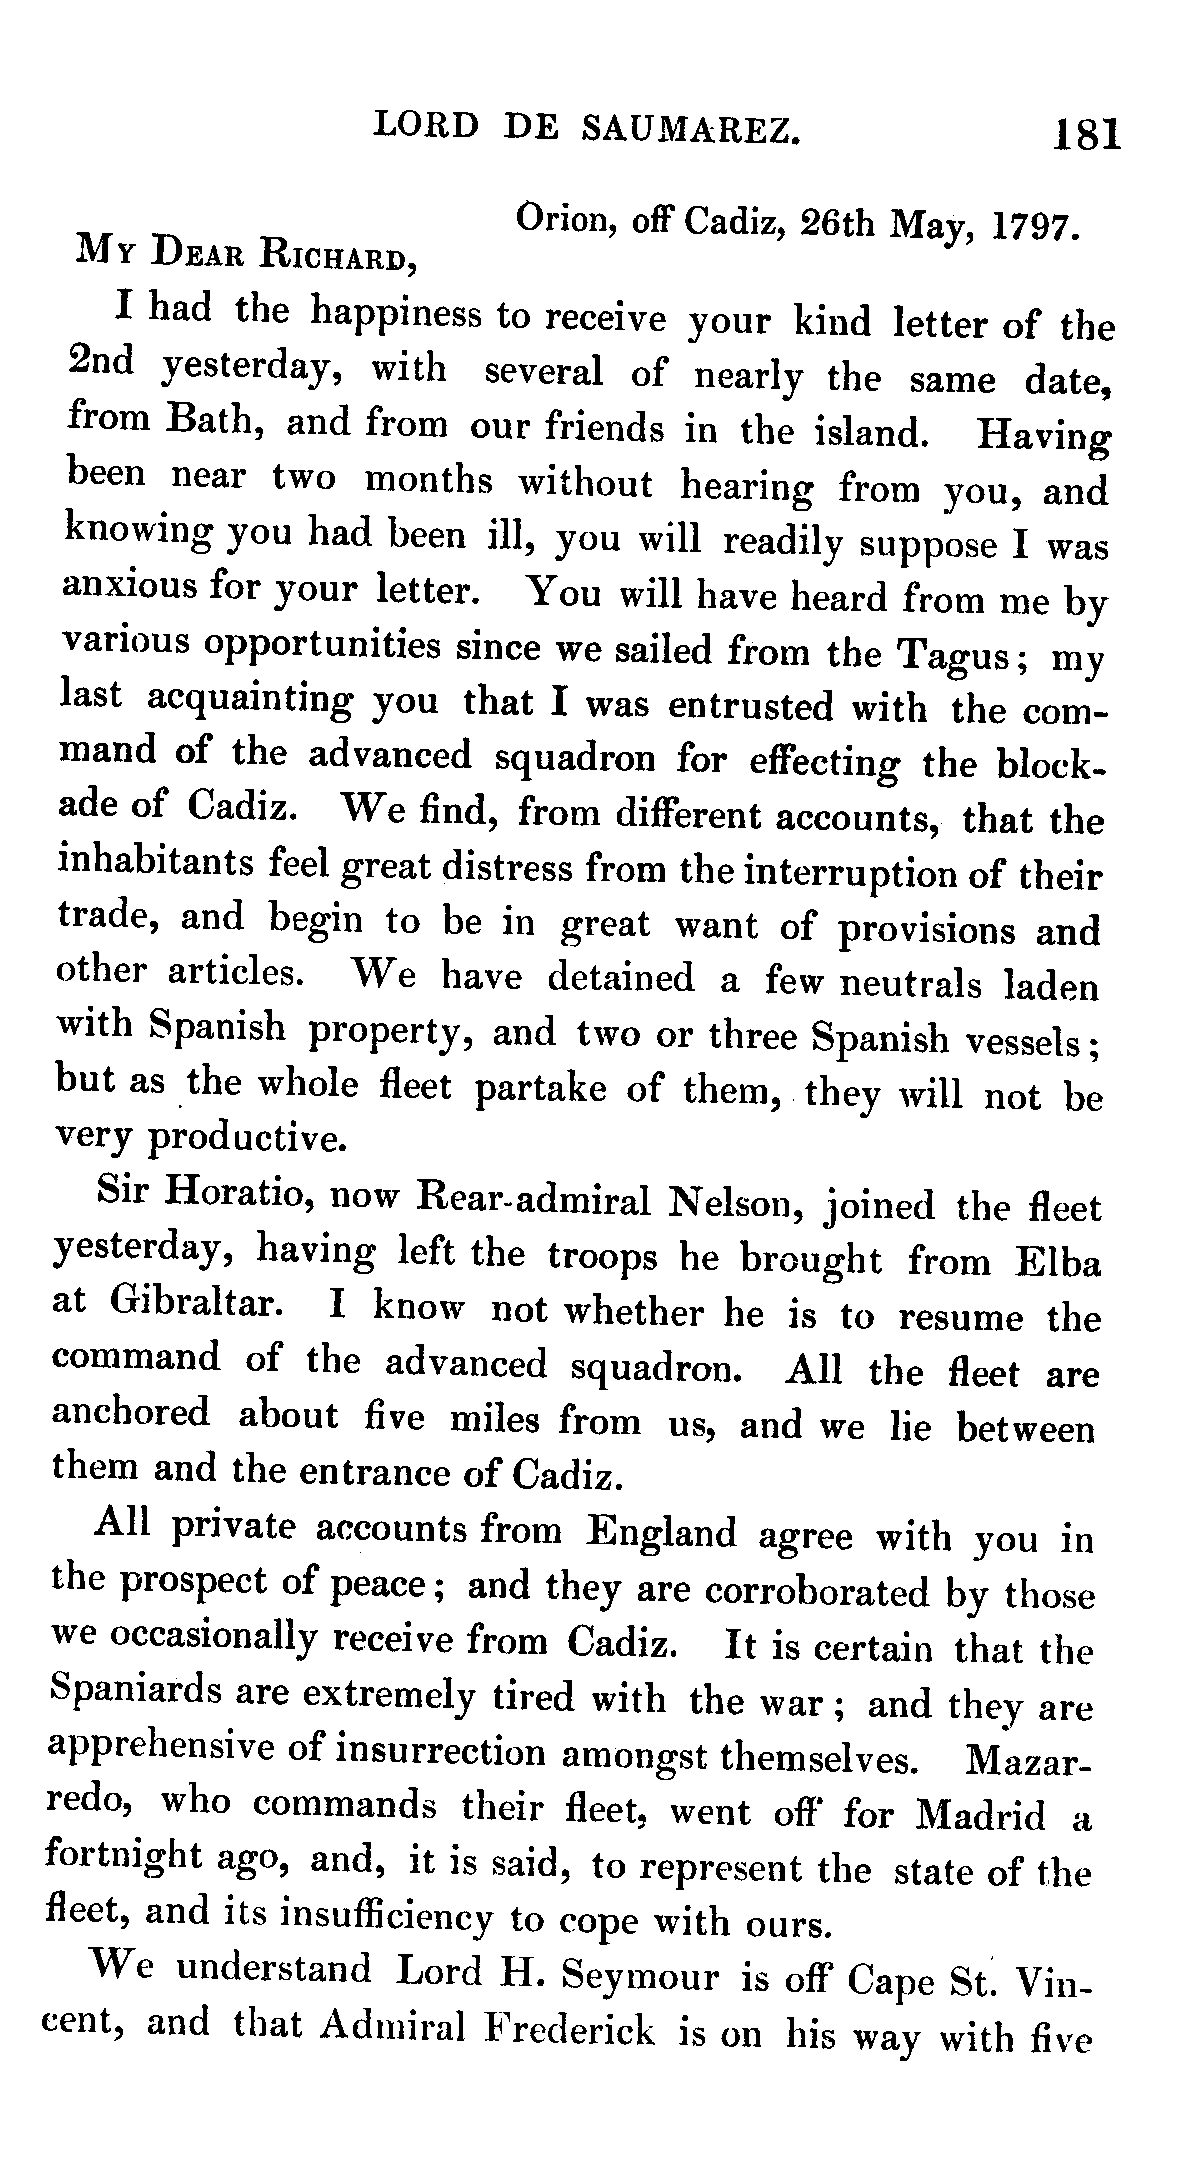 LORD DE SAUMAREZ. 181
Orion, off Cadiz, 26th May, 1797.
MY DEAR RICHARD,
I had the happiness to receive your kind letter of the
2nd yesterday, with several of nearly the same date,
from Bath, and from our friends in the island. Having
been near two months without hearing from you, and
knowing you had been ill, you will readily suppose I was
anxious for your letter. You will have heard from me by
various opportunities since we sailed from the Tagus; my
last acquainting you that I was entrusted with the com-
mand of the advanced squadron for effecting the block-
ade of Cadiz. We find, from different accounts, that the
inhabitants feel great distress from the interruption of their
trade, and begin to be in great want of provisions and
other articles. We have detained a few neutrals laden
with Spanish property, and two or three Spanish vessels;
but as the whole fleet partake of them, they will not be
very productive.
Sir Horatio, now Rear-admiral Nelson, joined the fleet
yesterday, having left the troops he brought from Elba
at Gibraltar. I know not whether he is to resume the
command of the advanced squadron. All the fleet are
anchored about five miles from us, and we lie between
them and the entrance of Cadiz.
All private accounts from England agree with you in
the prospect of peace; and they are corroborated by those
we occasionally receive from Cadiz. It is certain that the
Spaniards are extremely tired with the war; and they are
apprehensive of insurrection amongst themselves. Mazar-
redo, who commands their fleet, went off for Madrid a
fortnight ago, and, it is said, to represent the state of the
fleet, and its insufficiency to cope with ours.
We understand Lord H. Seymour is off Cape St. Vin-
cent, and that Admiral Frederick is on his way with five